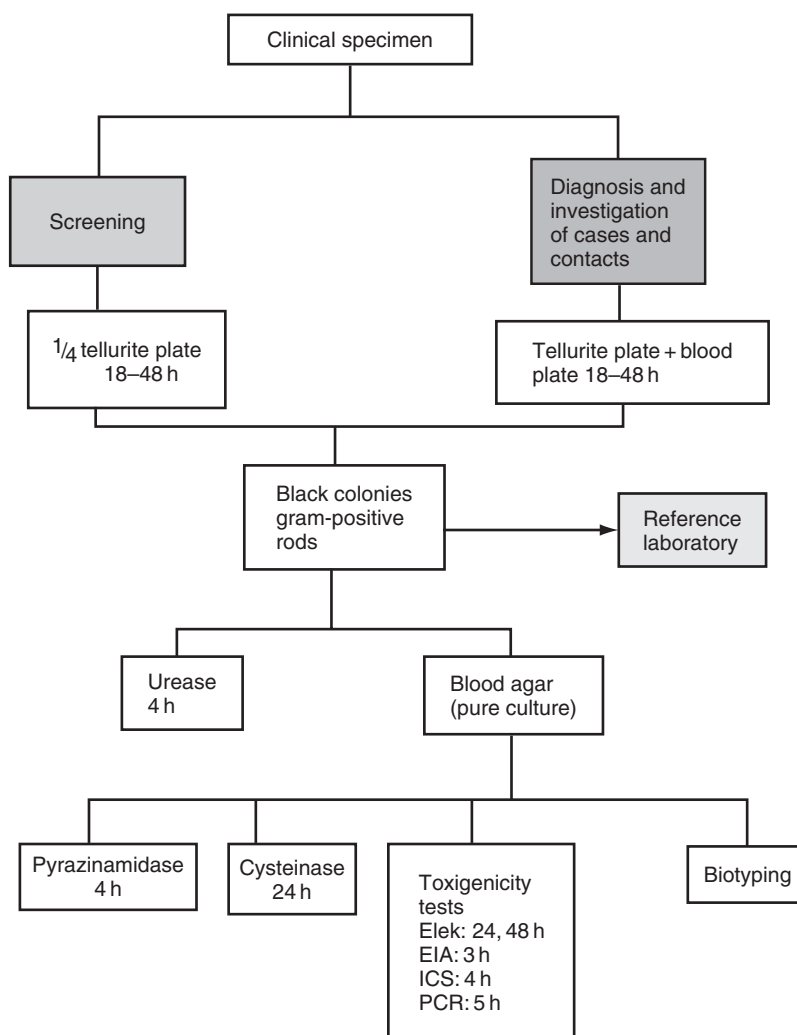 Clinical specimen
Screening
Diagnosis and
investigation
of cases and
contacts
1/4 tellurite plate
18–48 h
Tellurite plate + blood
plate 18–48 h
Black colonies
gram-positive
rods
Reference
laboratory
Urease
4 h
Blood agar
(pure culture)
Pyrazinamidase
4 h
Cysteinase
24 h
Toxigenicity
tests
Elek: 24, 48 h
EIA: 3 h
ICS: 4 h
PCR: 5 h
Biotyping